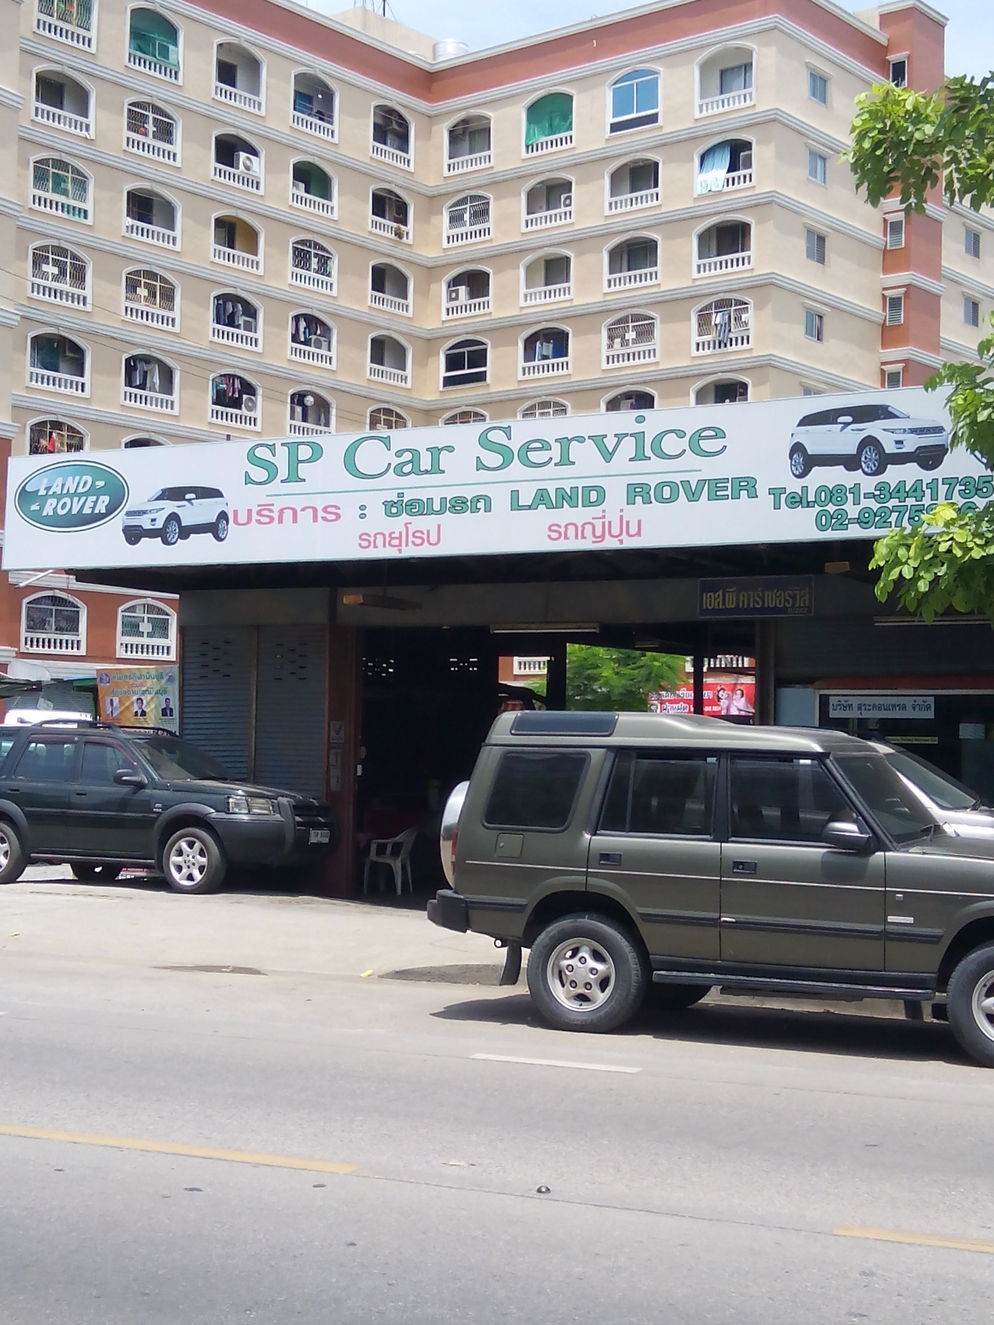 SP Car Service
LAND-
-ROVER
บริการ : ซ่อมรถ LAND ROVER
Tel.081-3441735
รถยุโรป รถญี่ปุ่น
เอส.พี คาร์เซอร์วิส
บริษัท สุระคอนเทรด จำกัด